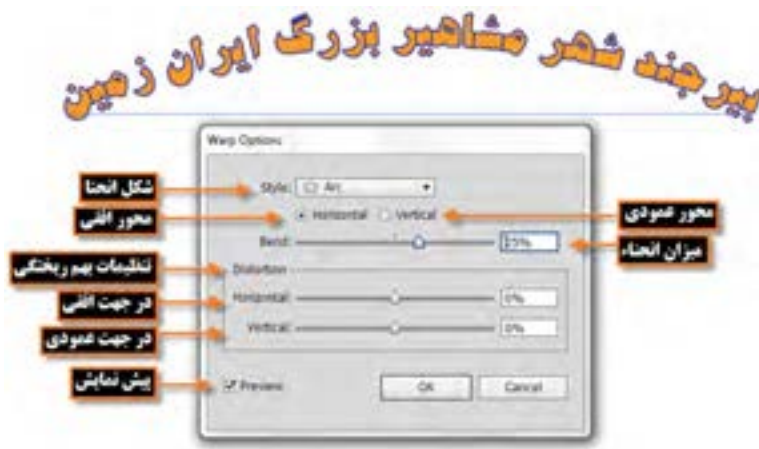 بیرجند شهر مشاهیر بزرگ ایران زمین
Warp Options
شکل انحنا
Style: Arc
محور افقی
Horizontal Vertical
محور عمودی
Bend: 25%
میزان انحناء
تنظیمات بهم ریختگی
Distortion
در جهت افقی
Horizontal: 0%
در جهت عمودی
Vertical: 0%
پیش نمایش
Preview OK Cancel